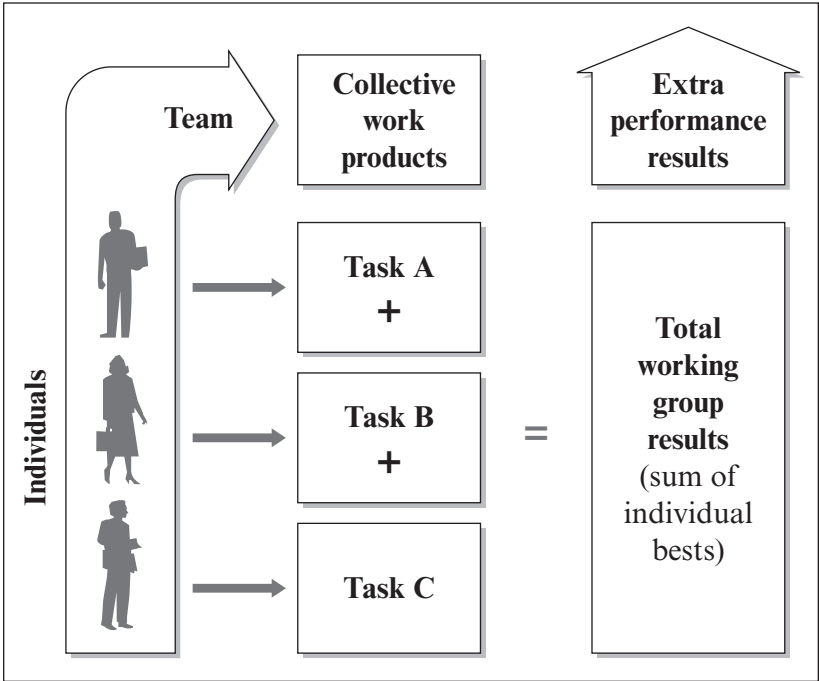 Individuals
Team
Collective
work
products
Extra
performance
results
Task A
+
Task B
+
Task C
=
Total
working
group
results
(sum of
individual
bests)